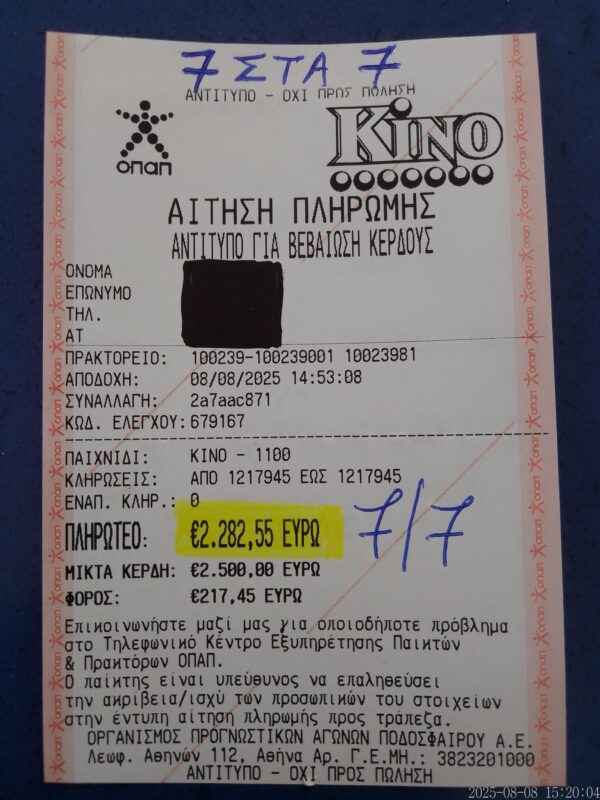 7 ΣΤΑ 7
ΑΝΤΙΤΥΠΟ - ΟΧΙ ΠΡΟΣ ΠΩΛΗΣΗ
οπαπ
KiNO
ΑΙΤΗΣΗ ΠΛΗΡΩΜΗΣ
ΑΝΤΙΤΥΠΟ ΓΙΑ ΒΕΒΑΙΩΣΗ ΚΕΡΔΟΥΣ
ΟΝΟΜΑ
ΕΠΩΝΥΜΟ
ΤΗΛ.
ΑΤ
ΠΡΑΚΤΟΡΕΙΟ: 100239-100239001 10023981
ΑΠΟΔΟΧΗ: 08/08/2025 14:53:08
ΣΥΝΑΛΛΑΓΗ: 2a7aac871
ΚΩΔ. ΕΛΕΓΧΟΥ: 679167
ΠΑΙΧΝΙΔΙ: ΚΙΝΟ - 1100
ΚΛΗΡΩΣΕΙΣ: ΑΠΟ 1217945 ΕΩΣ 1217945
ΕΝΑΠ. ΚΛΗΡ.: 0
ΠΛΗΡΩΤΕΟ: €2.282,55 ΕΥΡΩ 7/7
ΜΙΚΤΑ ΚΕΡΔΗ: €2.500,00 ΕΥΡΩ
ΦΟΡΟΣ: €217,45 ΕΥΡΩ
Επικοινωνήστε μαζί μας για οποιοδήποτε πρόβλημα
στο Τηλεφωνικό Κέντρο Εξυπηρέτησης Παικτών
& Πρακτόρων ΟΠΑΠ.
Ο παίκτης είναι υπεύθυνος να επαληθεύσει
την ακρίβεια/ισχύ των προσωπικών του στοιχείων
στην έντυπη αίτηση πληρωμής προς τράπεζα.
ΟΡΓΑΝΙΣΜΟΣ ΠΡΟΓΝΩΣΤΙΚΩΝ ΑΓΩΝΩΝ ΠΟΔΟΣΦΑΙΡΟΥ Α.Ε.
Λεωφ. Αθηνών 112, Αθήνα Αρ. Γ.Ε.ΜΗ.: 3823201000
ΑΝΤΙΤΥΠΟ - ΟΧΙ ΠΡΟΣ ΠΩΛΗΣΗ
2025-08-08 15:20:04